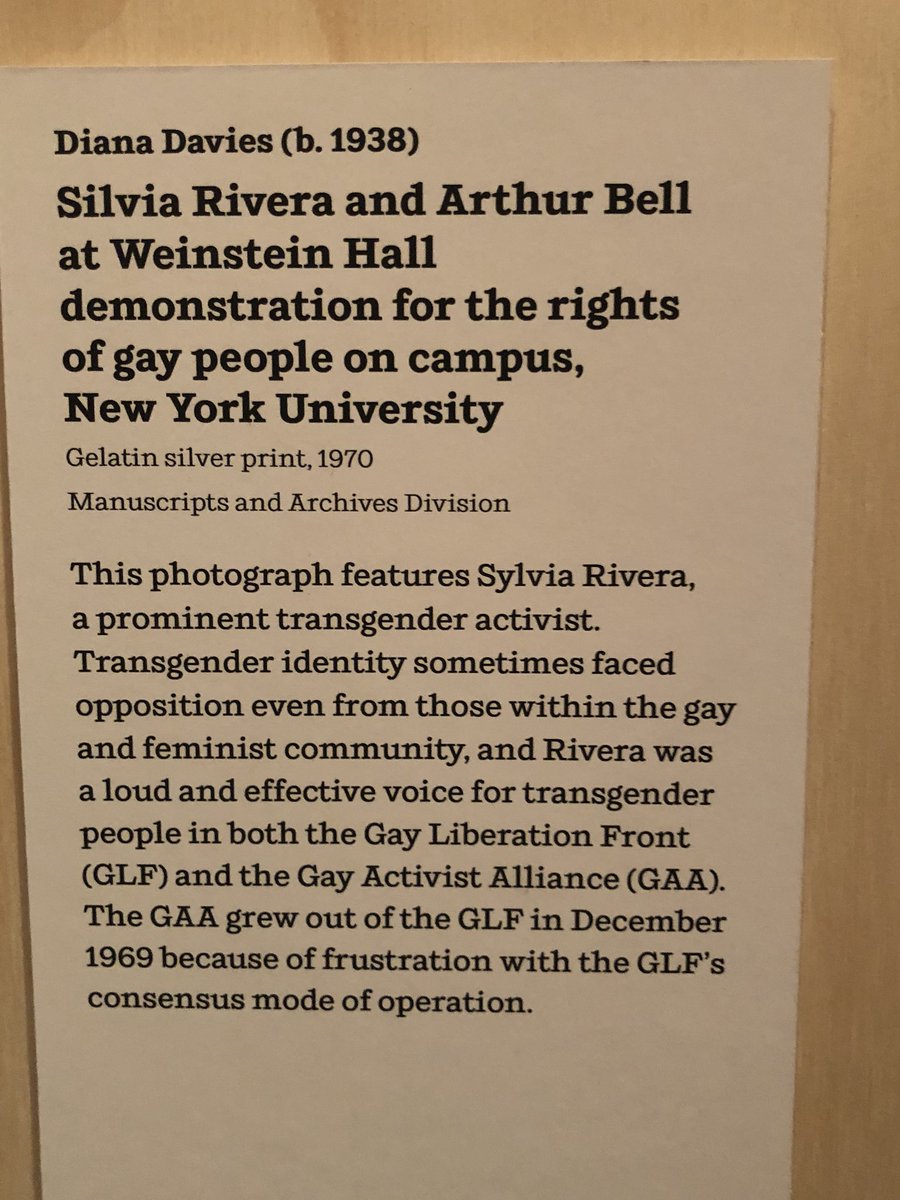 Diana Davies (b. 1938)
Silvia Rivera and Arthur Bell
at Weinstein Hall
demonstration for the rights
of gay people on campus,
New York University
Gelatin silver print, 1970
Manuscripts and Archives Division
This photograph features Sylvia Rivera,
a prominent transgender activist.
Transgender identity sometimes faced
opposition even from those within the gay
and feminist community, and Rivera was
a loud and effective voice for transgender
people in both the Gay Liberation Front
(GLF) and the Gay Activist Alliance (GAA).
The GAA grew out of the GLF in December
1969 because of frustration with the GLF’s
consensus mode of operation.